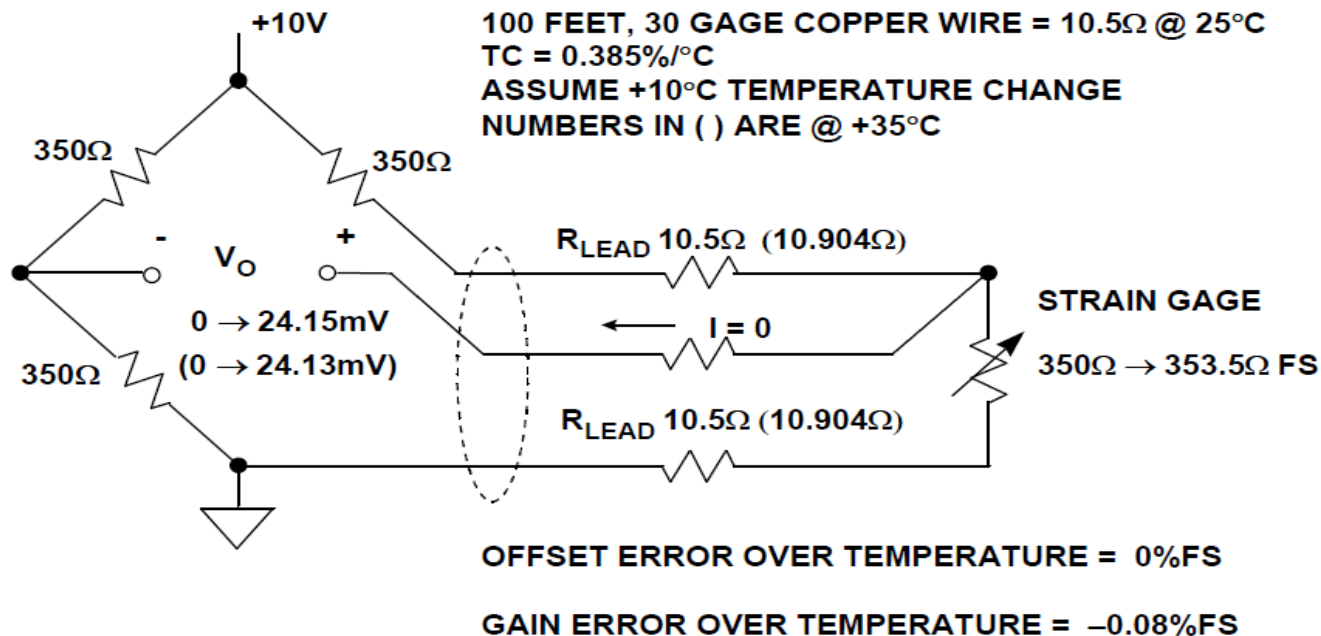 +10V
100 FEET, 30 GAGE COPPER WIRE = 10.5Ω @ 25°C
TC = 0.385%/°C
ASSUME +10°C TEMPERATURE CHANGE
NUMBERS IN ( ) ARE @ +35°C
350Ω
350Ω
- VO +
0 → 24.15mV
(0 → 24.13mV)
350Ω
RLEAD 10.5Ω (10.904Ω)
I = 0
RLEAD 10.5Ω (10.904Ω)
STRAIN GAGE
350Ω → 353.5Ω FS
OFFSET ERROR OVER TEMPERATURE = 0%FS
GAIN ERROR OVER TEMPERATURE = –0.08%FS